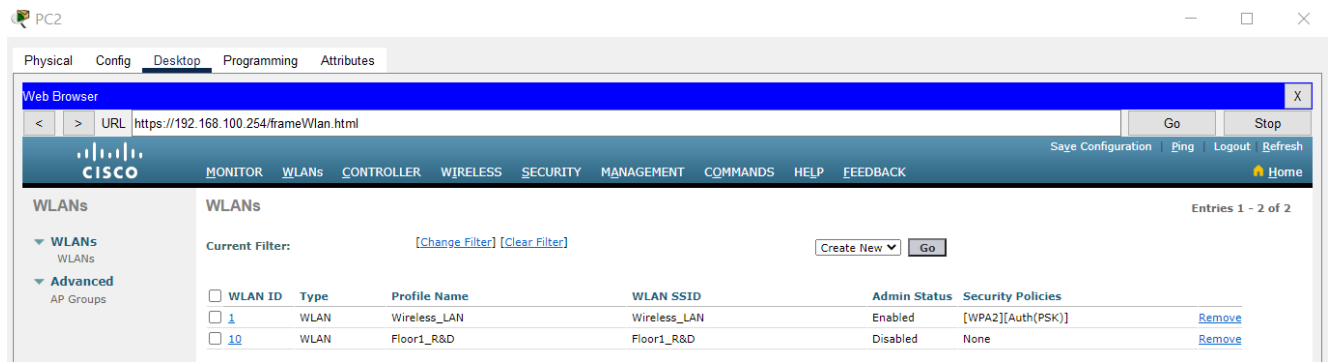 PC2
Physical Config Desktop Programming Attributes
Web Browser X
< > URL https://192.168.100.254/frameWlan.html Go Stop
Save Configuration Ping Logout Refresh
CISCO MONITOR WLANs CONTROLLER WIRELESS SECURITY MANAGEMENT COMMANDS HELP FEEDBACK Home
WLANs WLANs Entries 1 - 2 of 2
WLANs
WLANs
Advanced
AP Groups
Current Filter: [Change Filter] [Clear Filter] Create New Go
WLAN ID Type Profile Name WLAN SSID Admin Status Security Policies
1 WLAN Wireless_LAN Wireless_LAN Enabled [WPA2][Auth(PSK)] Remove
10 WLAN Floor1_R&D Floor1_R&D Disabled None Remove